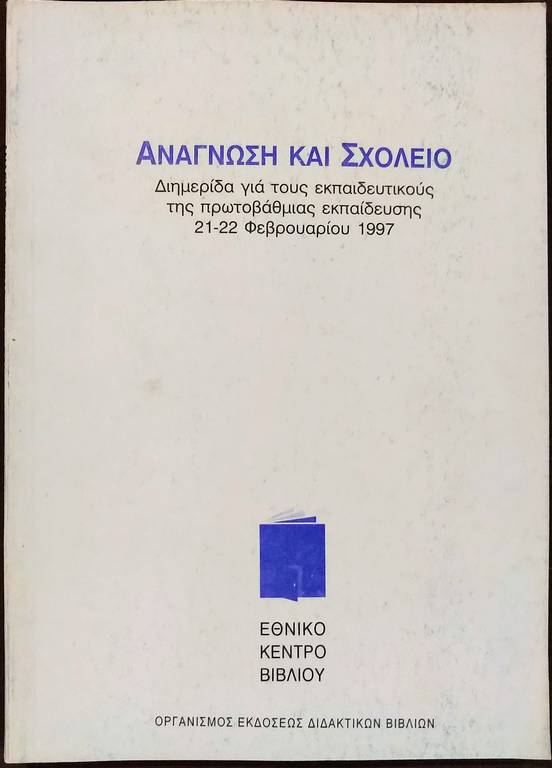 ΑΝΑΓΝΩΣΗ ΚΑΙ ΣΧΟΛΕΙΟ
Διημερίδα γιά τους εκπαιδευτικούς
της πρωτοβάθμιας εκπαίδευσης
21-22 Φεβρουαρίου 1997
ΕΘΝΙΚΟ
ΚΕΝΤΡΟ
ΒΙΒΛΙΟΥ
ΟΡΓΑΝΙΣΜΟΣ ΕΚΔΟΣΕΩΣ ΔΙΔΑΚΤΙΚΩΝ ΒΙΒΛΙΩΝ